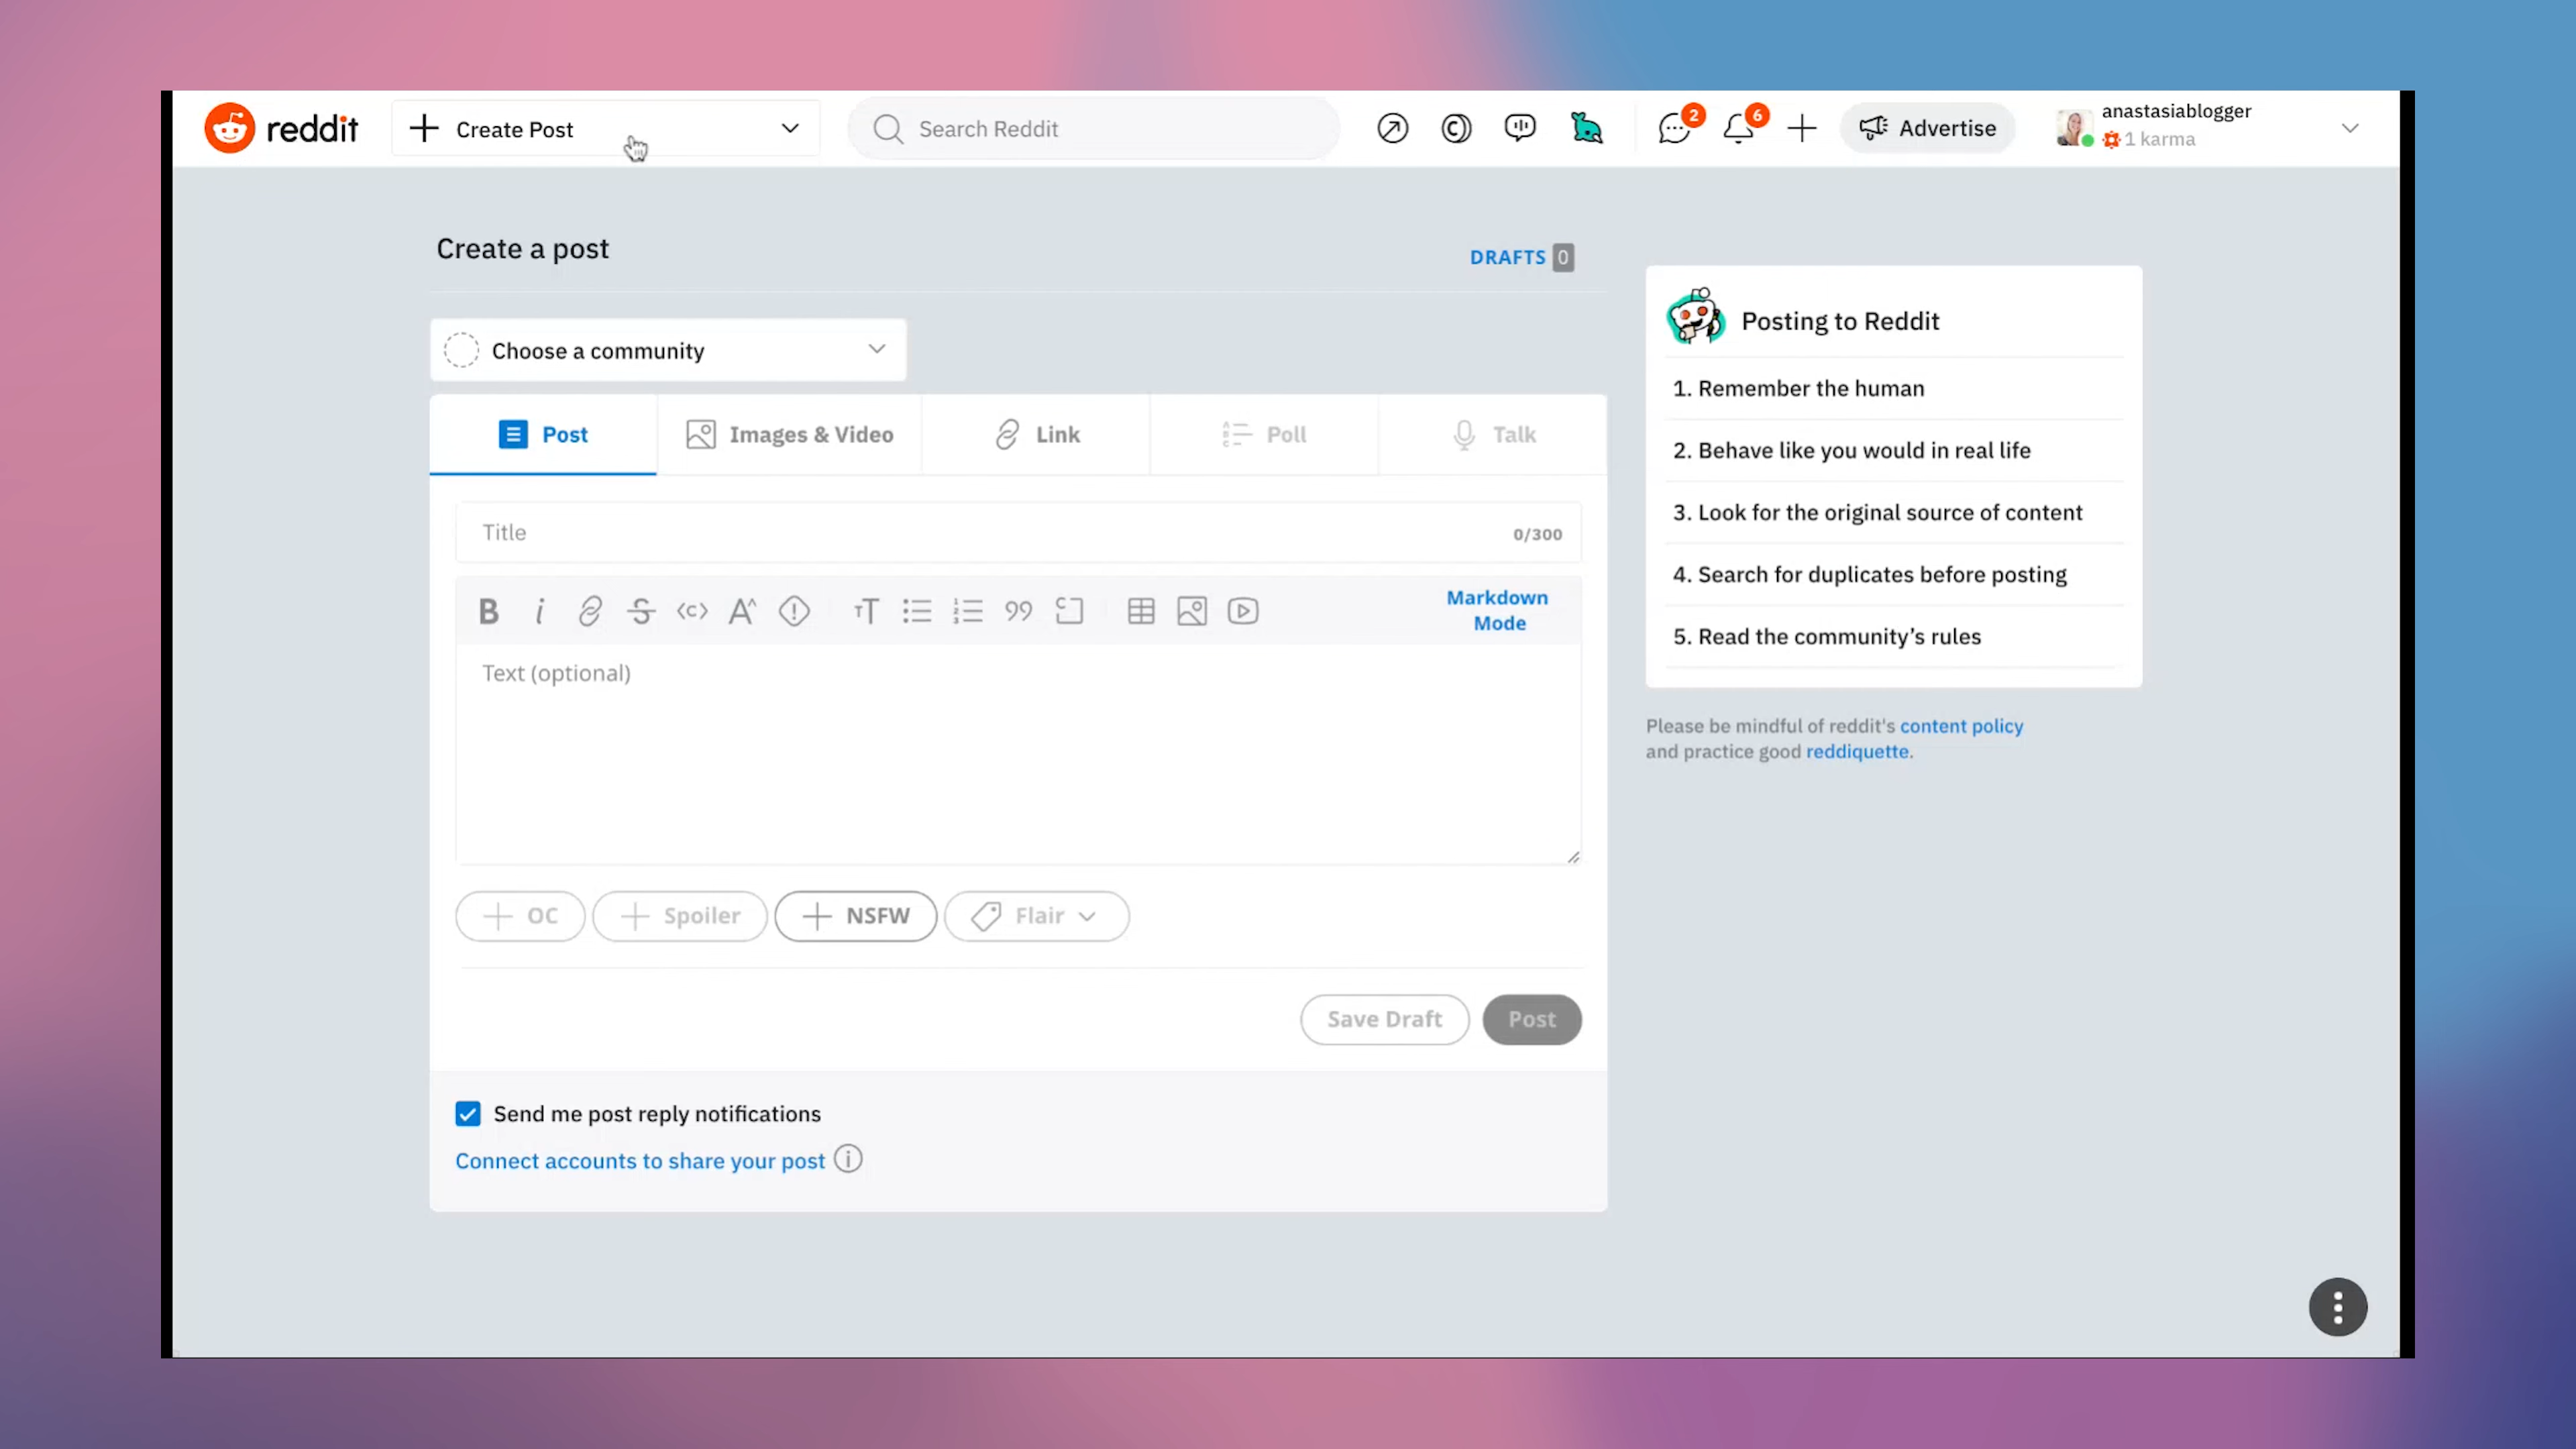 reddit
Create Post
Search Reddit
2
6
Advertise
anastasiablogger
1 karma
Create a post
DRAFTS 0
Choose a community
Post
Images & Video
Link
Poll
Talk
Title
0/300
Markdown
Mode
Text (optional)
OC
Spoiler
NSFW
Flair
Save Draft
Post
Send me post reply notifications
Connect accounts to share your post
Posting to Reddit
1. Remember the human
2. Behave like you would in real life
3. Look for the original source of content
4. Search for duplicates before posting
5. Read the community’s rules
Please be mindful of reddit's content policy
and practice good reddiquette.